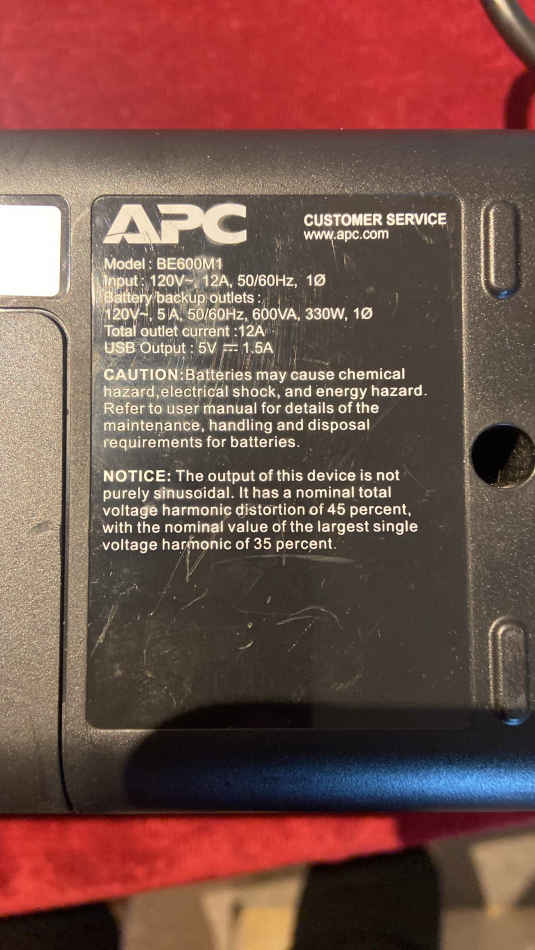 APC
CUSTOMER SERVICE
www.apc.com
Model : BE600M1
Input : 120V~, 12A, 50/60Hz, 1Ø
Battery backup outlets :
120V~, 5 A, 50/60Hz, 600VA, 330W, 1Ø
Total outlet current :12A
USB Output : 5V ⎓ 1.5A
CAUTION:Batteries may cause chemical
hazard,electrical shock, and energy hazard.
Refer to user manual for details of the
maintenance, handling and disposal
requirements for batteries.
NOTICE: The output of this device is not
purely sinusoidal. It has a nominal total
voltage harmonic distortion of 45 percent,
with the nominal value of the largest single
voltage harmonic of 35 percent.